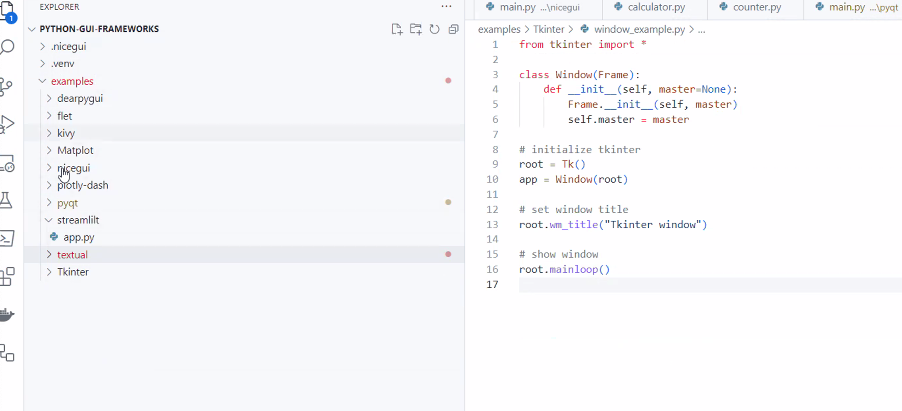 EXPLORER
PYTHON-GUI-FRAMEWORKS
.nicegui
.venv
examples
dearpygui
flet
kivy
Matplot
nicegui
plotly-dash
pyqt
streamlilt
app.py
textual
Tkinter
1
main.py ...\nicegui
calculator.py
counter.py
main.py ...\pyqt
examples > Tkinter > window_example.py > ...
1 from tkinter import *
2
3 class Window(Frame):
4 def __init__(self, master=None):
5 Frame.__init__(self, master)
6 self.master = master
7
8 # initialize tkinter
9 root = Tk()
10 app = Window(root)
11
12 # set window title
13 root.wm_title("Tkinter window")
14
15 # show window
16 root.mainloop()
17